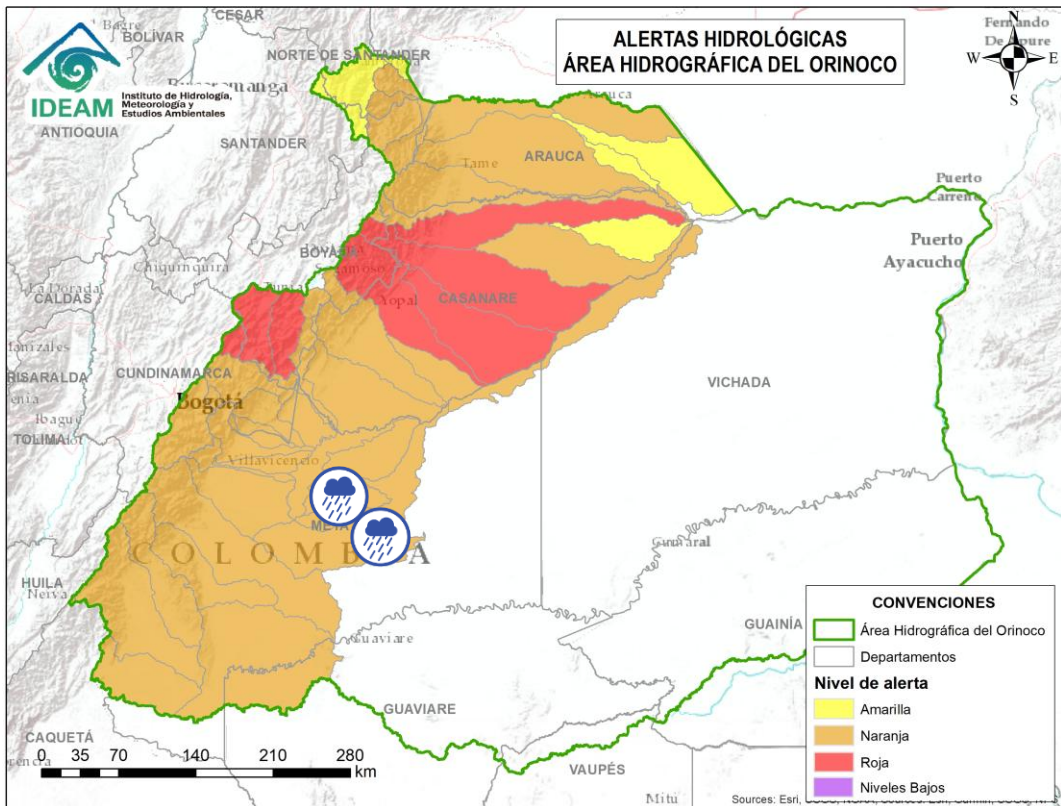 ALERTAS HIDROLÓGICAS
ÁREA HIDROGRÁFICA DEL ORINOCO
IDEAM
Instituto de Hidrología,
Meteorología y
Estudios Ambientales
CESAR
BOLÍVAR
NORTE DE SANTANDER
ANTIOQUIA
SANTANDER
Fernando
N
W
E
S
Tame
ARAUCA
Puerto
Carreño
Puerto
Ayacucho
Chiquinquira
La Dorada
CALDAS
Yopal
CASANARE
RISARALDA
CUNDINAMARCA
Bogotá
VICHADA
TOLIMA
Villavicencio
META
COLOMBIA
HUILA
Neiva
Guaviare
GUAINÍA
GUAVIARE
CAQUETÁ
VAUPÉS
Mitú
0 35 70 140 210 280
km
CONVENCIONES
Área Hidrográfica del Orinoco
Departamentos
Nivel de alerta
Amarilla
Naranja
Roja
Niveles Bajos